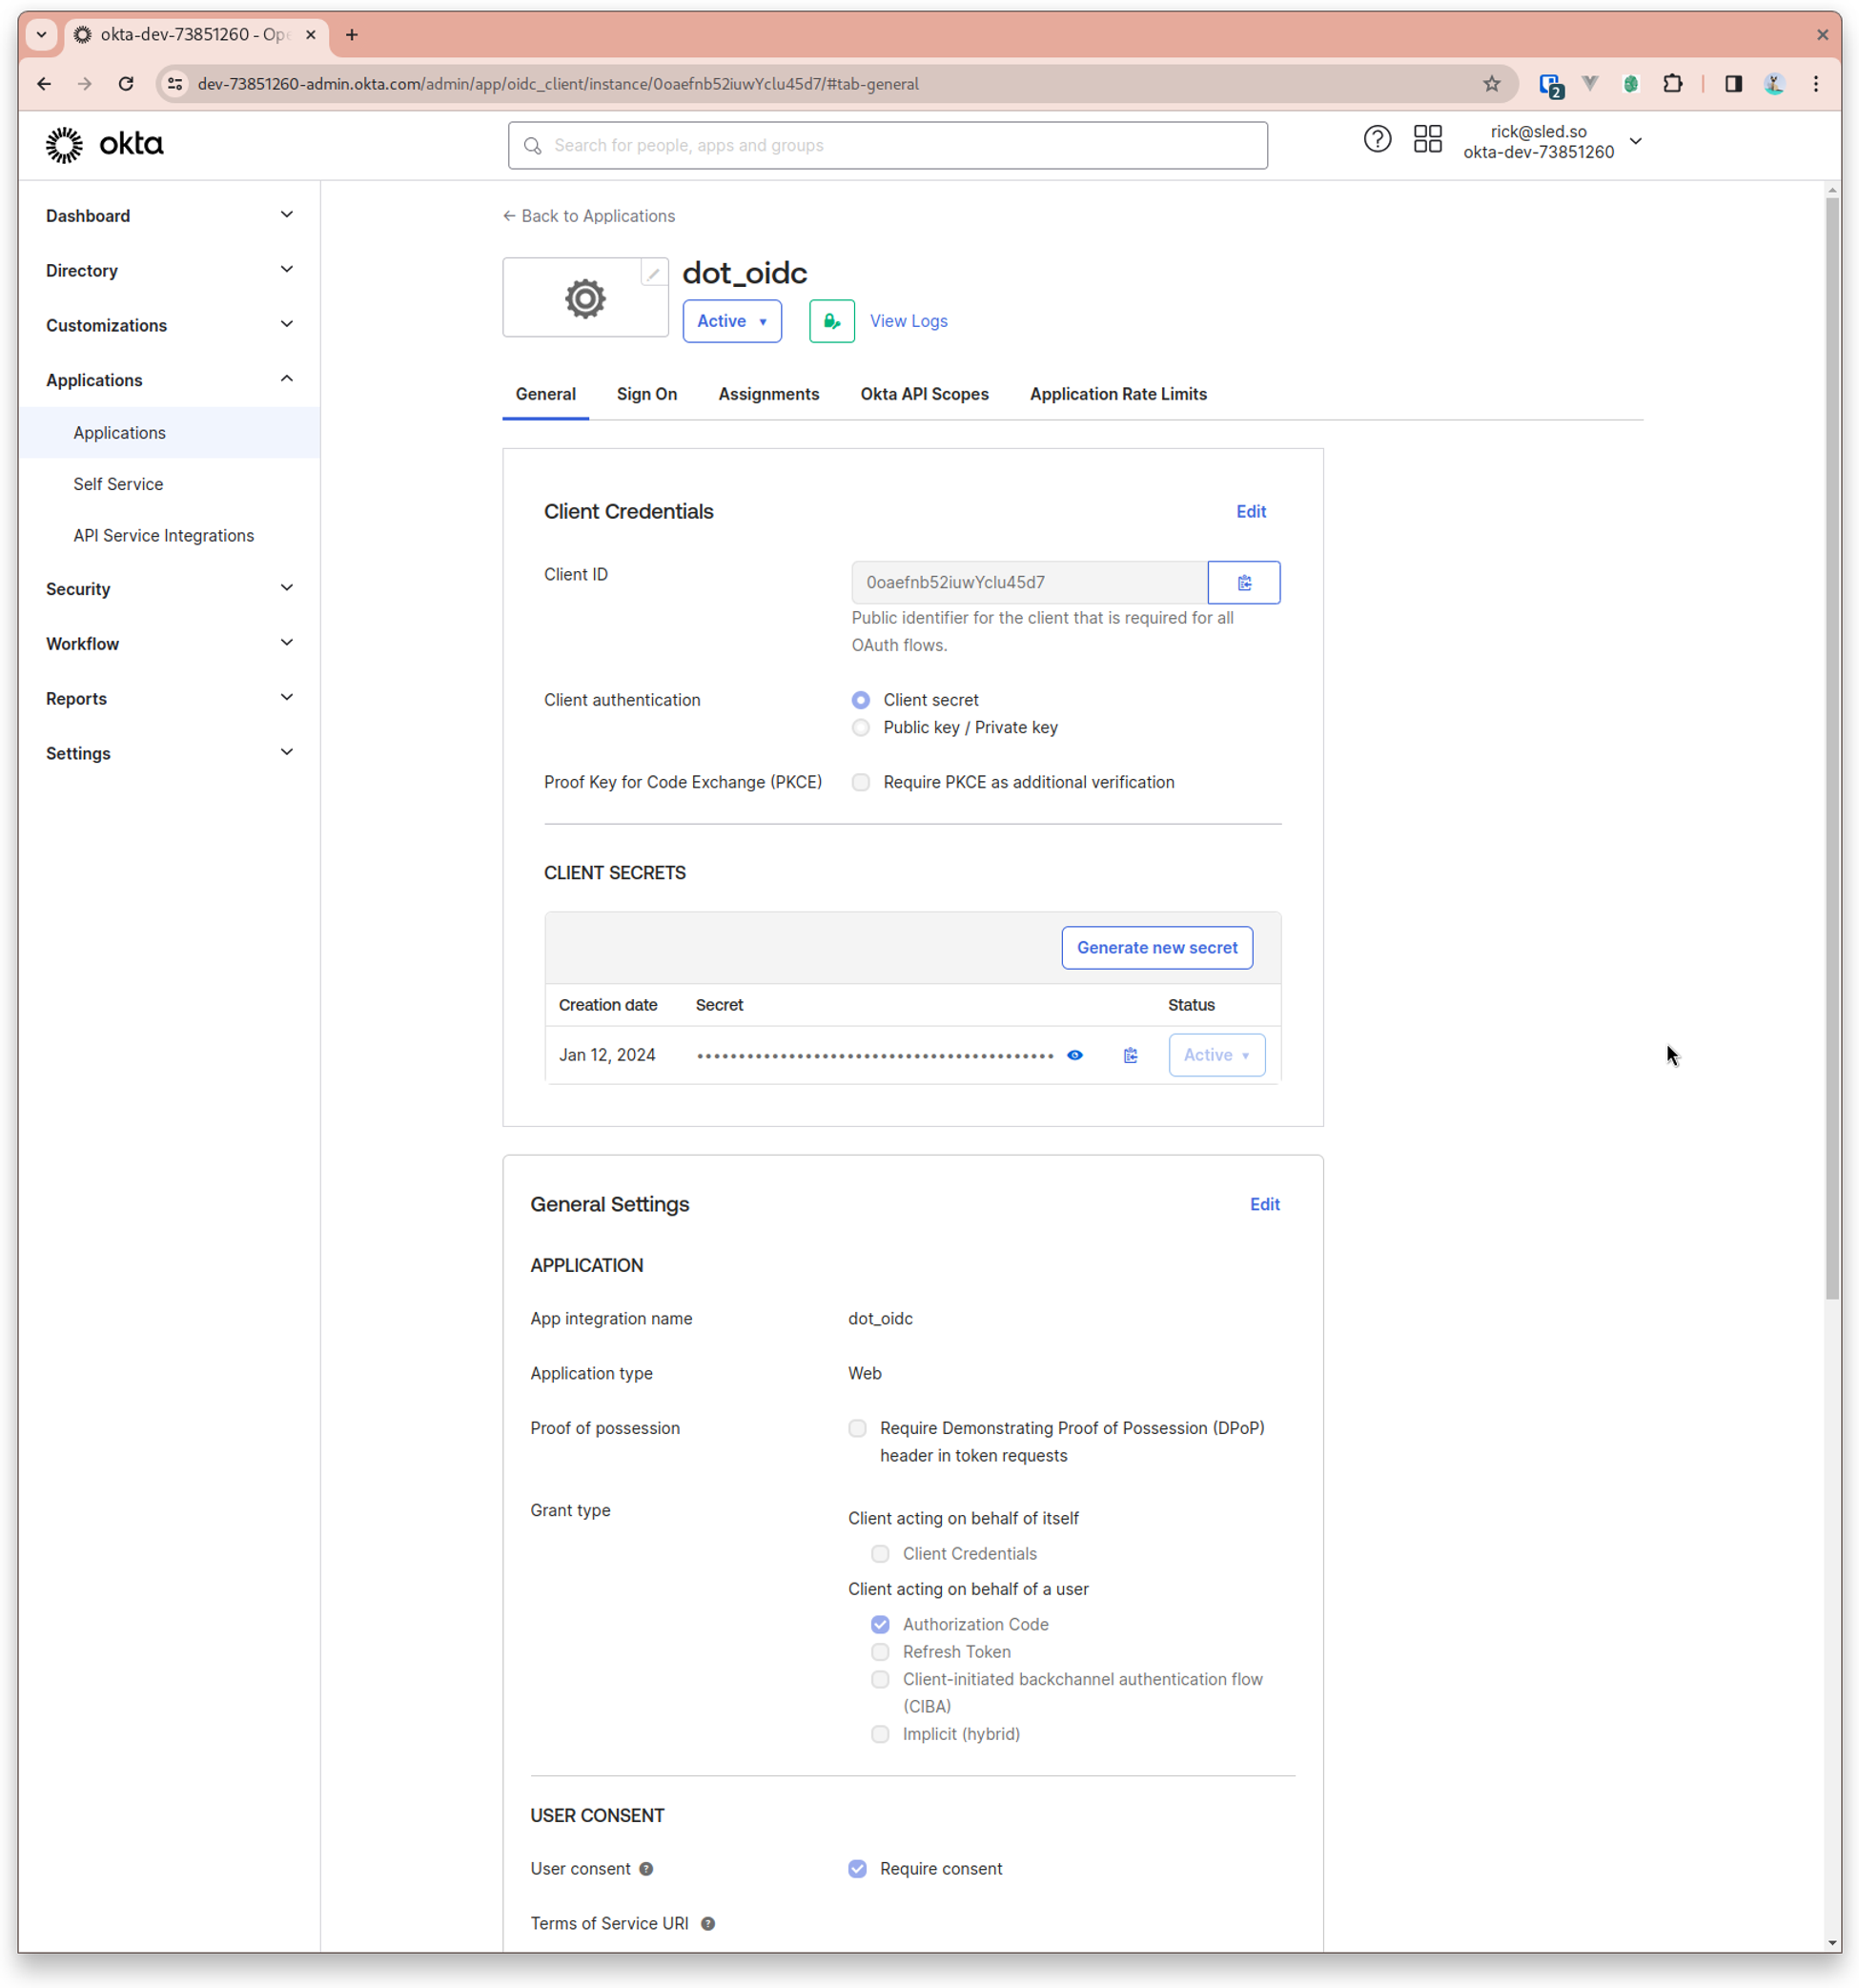 okta-dev-73851260 - Ope
dev-73851260-admin.okta.com/admin/app/oidc_client/instance/0oaefnb52iuwYclu45d7/#tab-general
2
okta
Search for people, apps and groups
rick@sled.so
okta-dev-73851260
Dashboard
Directory
Customizations
Applications
Applications
Self Service
API Service Integrations
Security
Workflow
Reports
Settings
← Back to Applications
dot_oidc
Active
View Logs
General Sign On Assignments Okta API Scopes Application Rate Limits
Client Credentials Edit
Client ID 0oaefnb52iuwYclu45d7
Public identifier for the client that is required for all
OAuth flows.
Client authentication Client secret
Public key / Private key
Proof Key for Code Exchange (PKCE) Require PKCE as additional verification
CLIENT SECRETS
Generate new secret
Creation date Secret Status
Jan 12, 2024 ••••••••••••••••••••••••••••••••••••••••••• Active
General Settings Edit
APPLICATION
App integration name dot_oidc
Application type Web
Proof of possession Require Demonstrating Proof of Possession (DPoP)
header in token requests
Grant type
Client acting on behalf of itself
Client Credentials
Client acting on behalf of a user
Authorization Code
Refresh Token
Client-initiated backchannel authentication flow
(CIBA)
Implicit (hybrid)
USER CONSENT
User consent Require consent
Terms of Service URI